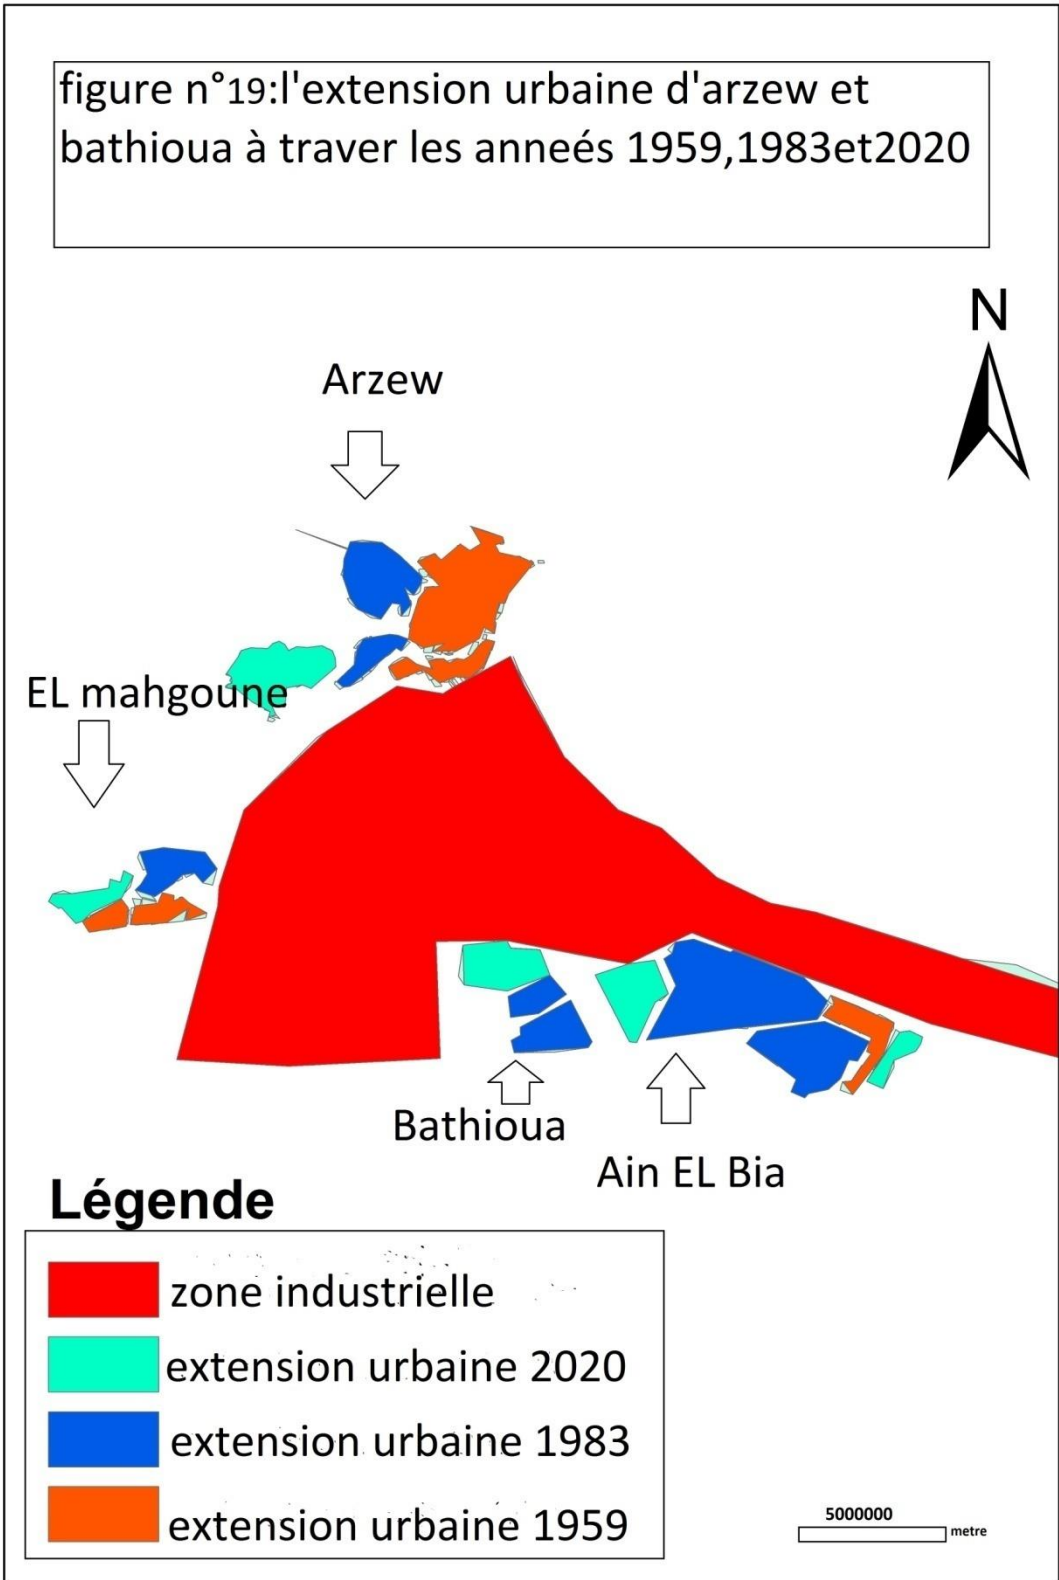 figure n°19:l'extension urbaine d'arzew et
bathioua à traver les anneés 1959,1983et2020
N
Arzew
EL mahgoune
Bathioua
Ain EL Bia
Légende
zone industrielle
extension urbaine 2020
extension urbaine 1983
extension urbaine 1959
5000000
metre